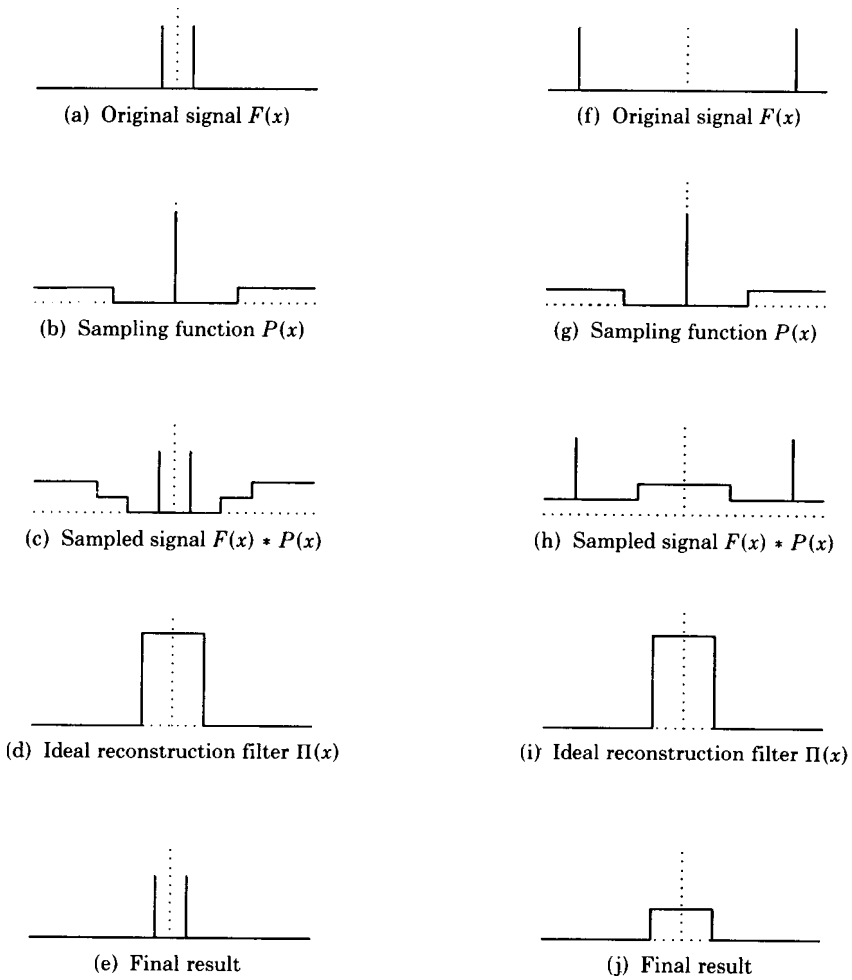 (a) Original signal F(x)
(f) Original signal F(x)
(b) Sampling function P(x)
(g) Sampling function P(x)
(c) Sampled signal F(x) * P(x)
(h) Sampled signal F(x) * P(x)
(d) Ideal reconstruction filter Π(x)
(i) Ideal reconstruction filter Π(x)
(e) Final result
(j) Final result